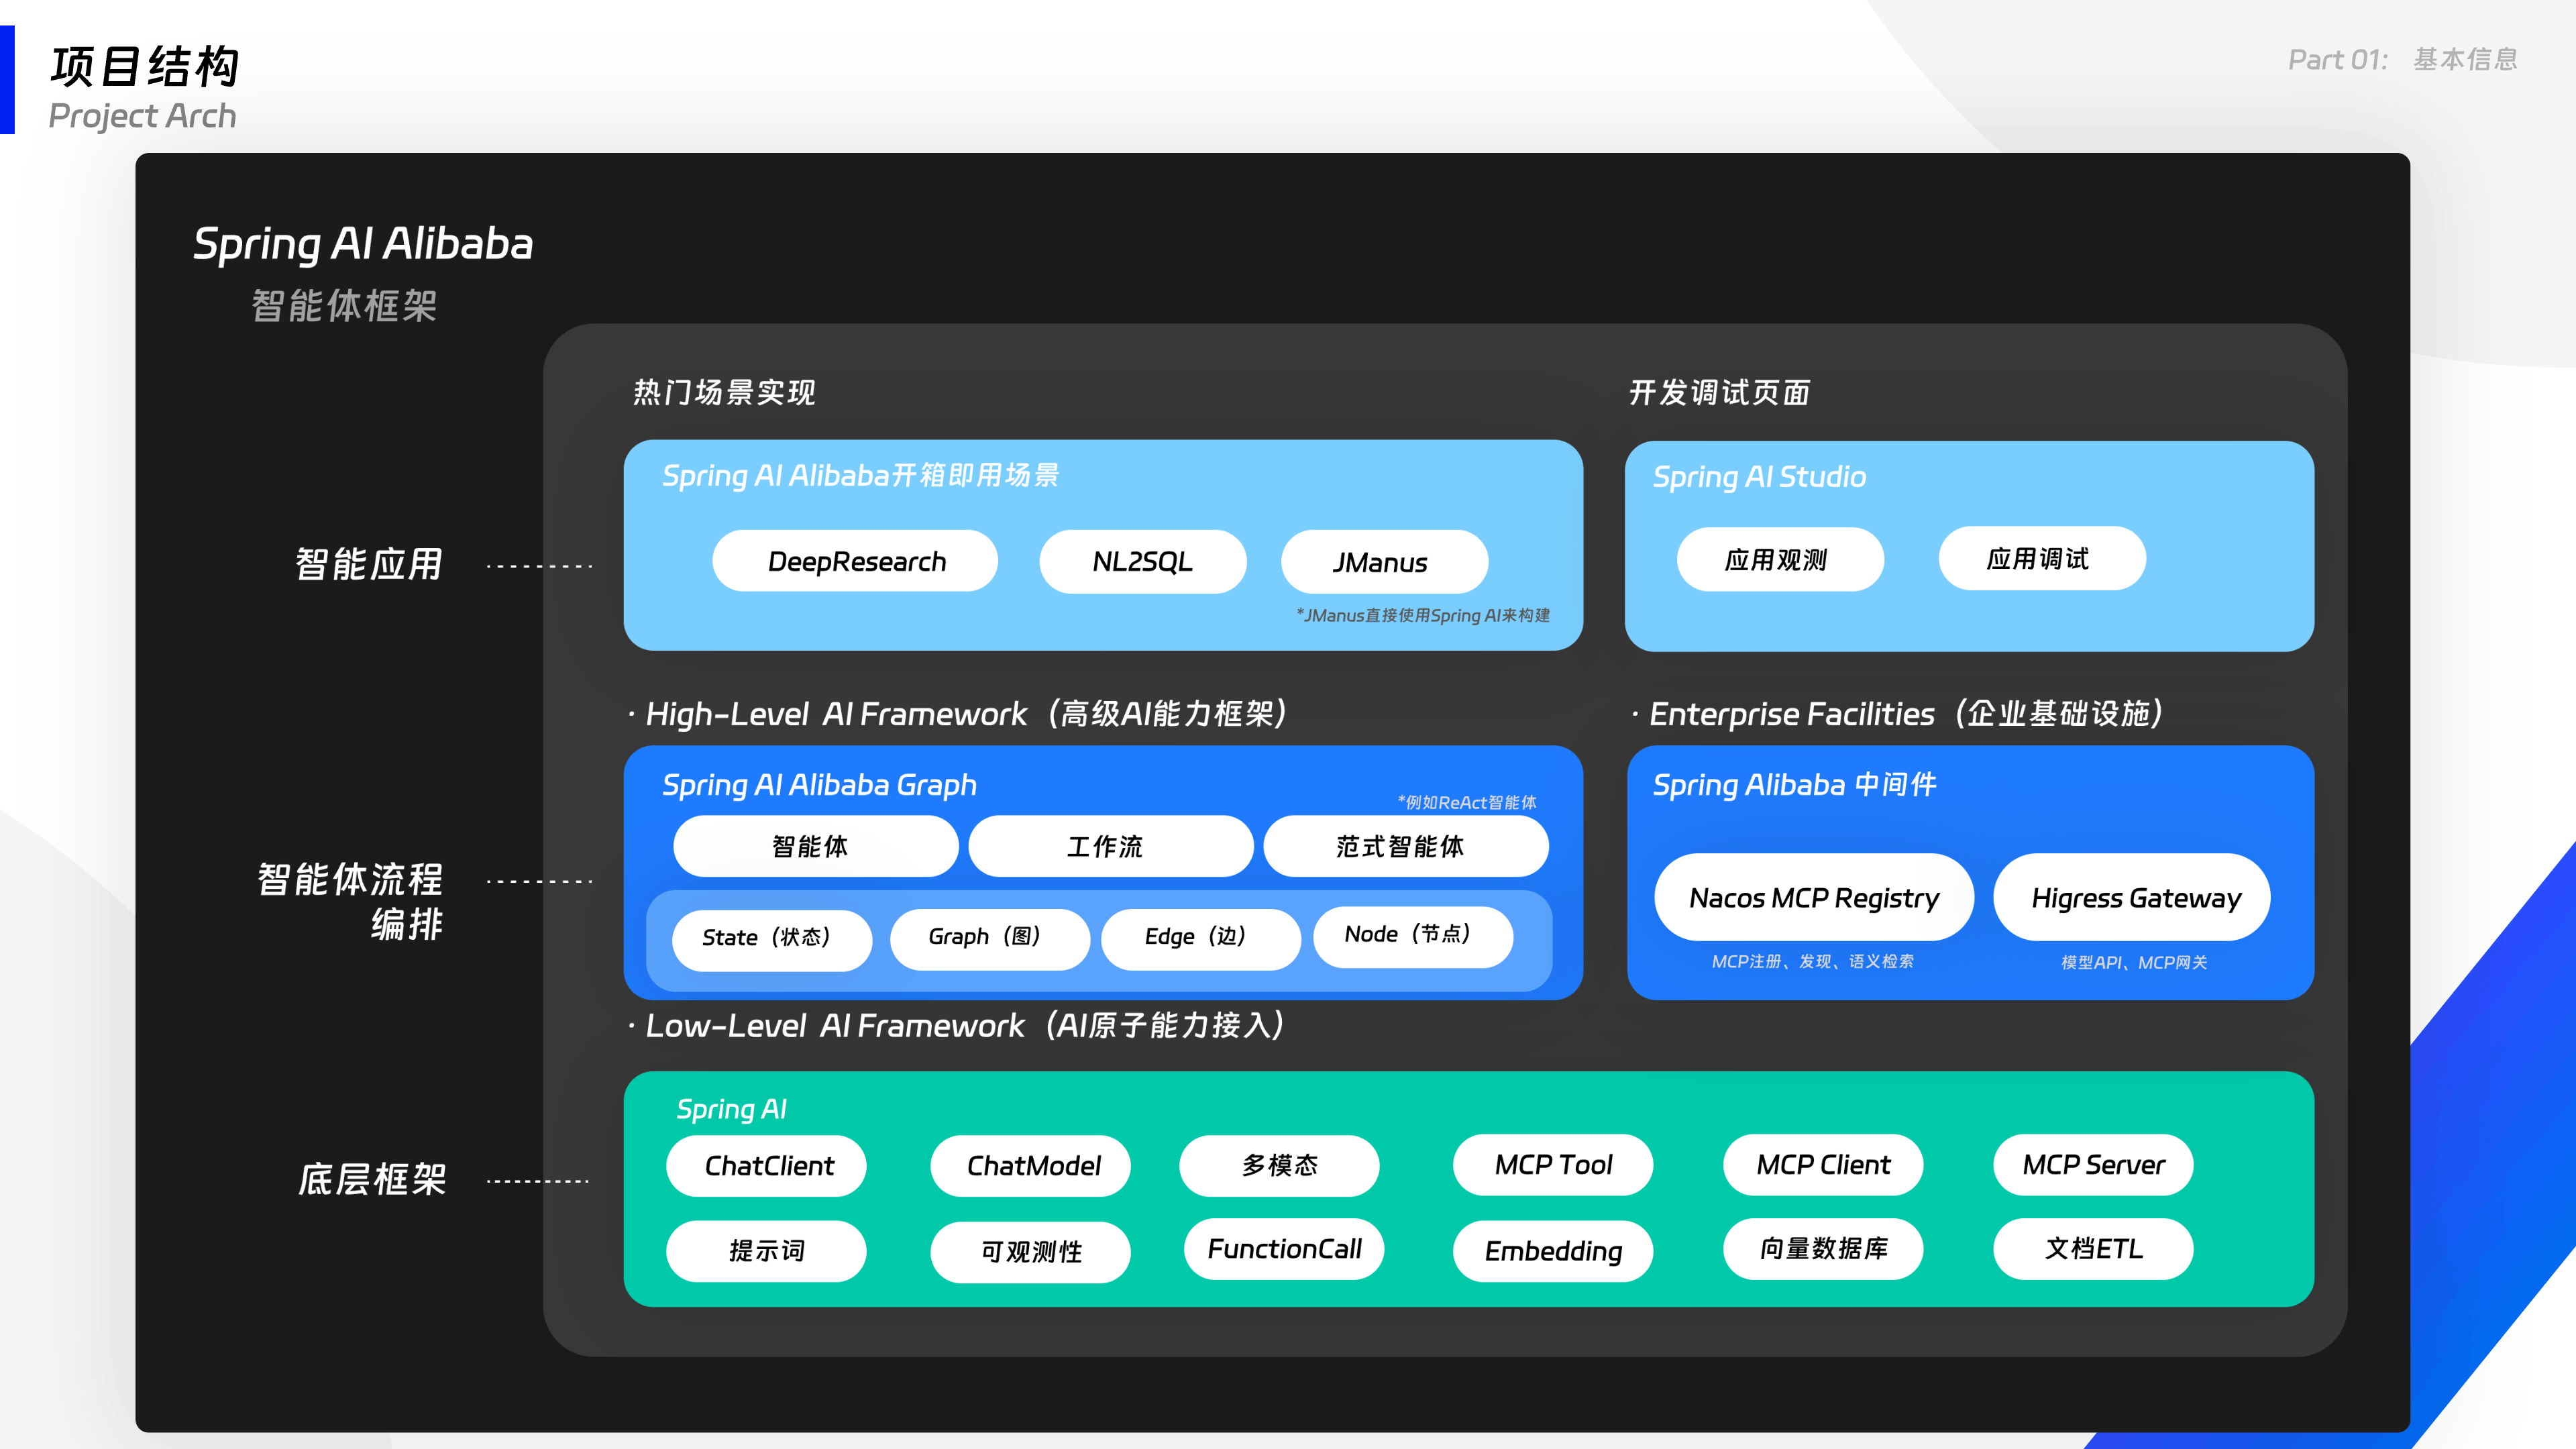 项目结构
Project Arch
Part 01: 基本信息
Spring AI Alibaba
智能体框架
热门场景实现
开发调试页面
Spring AI Alibaba开箱即用场景
DeepResearch
NL2SQL
JManus
*JManus直接使用Spring AI来构建
Spring AI Studio
应用观测
应用调试
智能应用
· High-Level AI Framework（高级AI能力框架）
· Enterprise Facilities（企业基础设施）
Spring AI Alibaba Graph
*例如ReAct智能体
智能体
工作流
范式智能体
State（状态）
Graph（图）
Edge（边）
Node（节点）
Spring Alibaba 中间件
Nacos MCP Registry
Higress Gateway
MCP注册、发现、语义检索
模型API、MCP网关
智能体流程
编排
· Low-Level AI Framework（AI原子能力接入）
Spring AI
ChatClient
ChatModel
多模态
MCP Tool
MCP Client
MCP Server
底层框架
提示词
可观测性
FunctionCall
Embedding
向量数据库
文档ETL